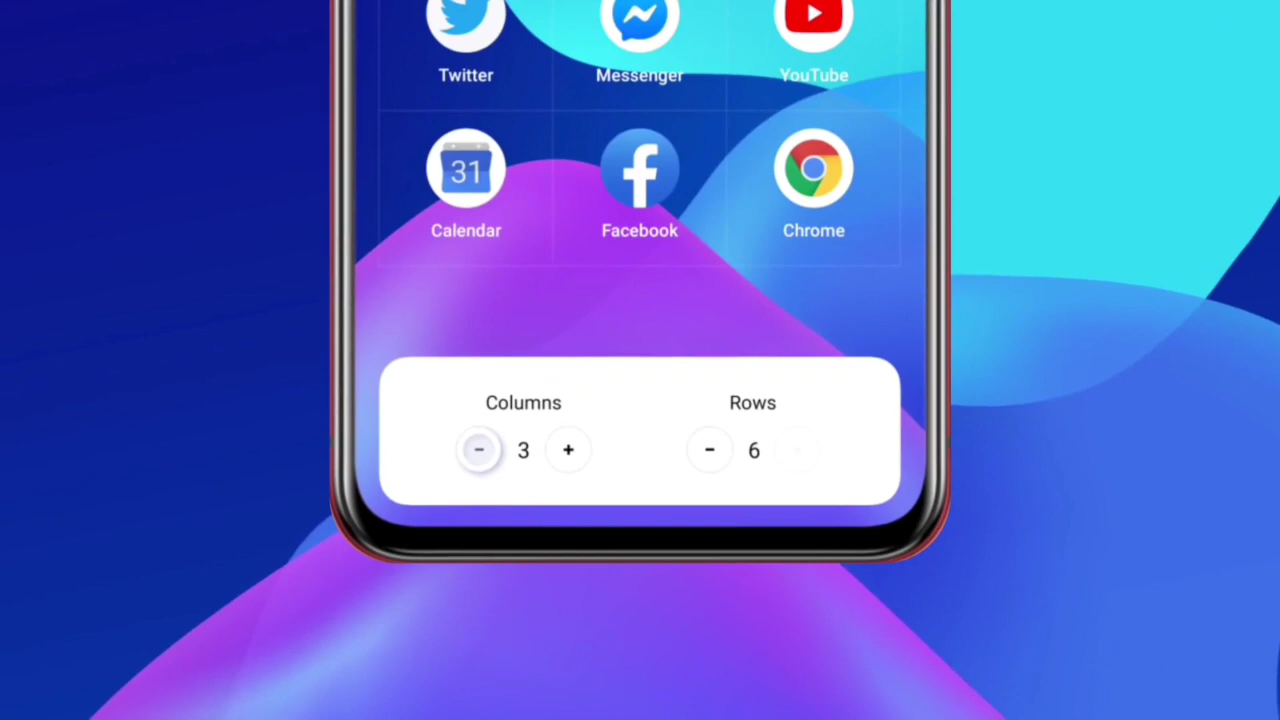 Twitter Messenger YouTube
31
Calendar Facebook Chrome
Columns Rows
- 3 + - 6